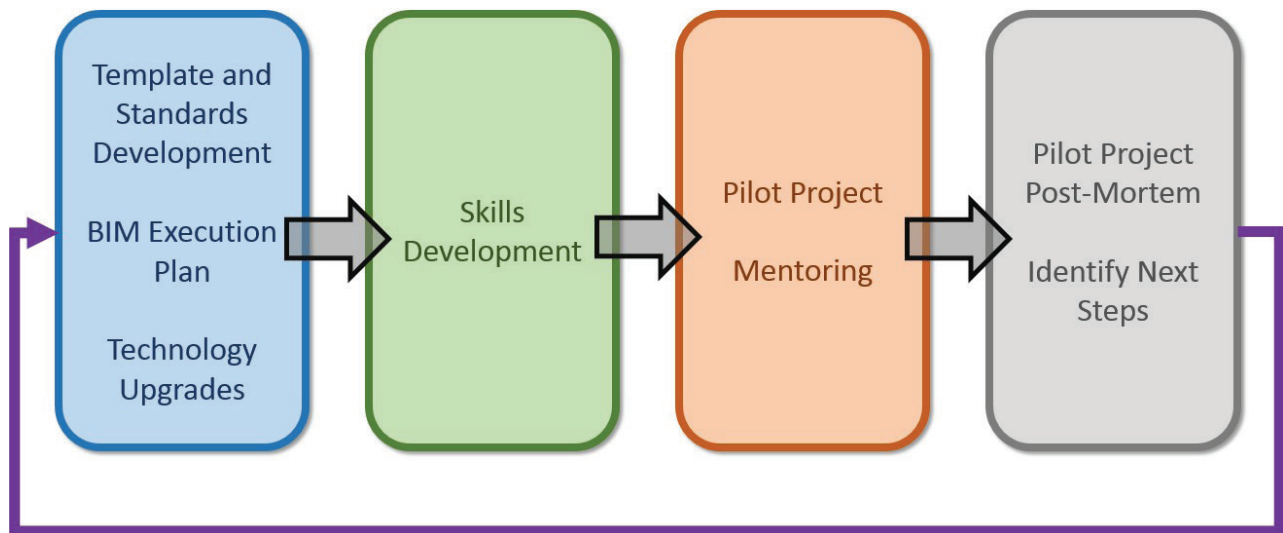 Template and
Standards
Development
BIM Execution
Plan
Technology
Upgrades
Skills
Development
Pilot Project
Mentoring
Pilot Project
Post-Mortem
Identify Next
Steps